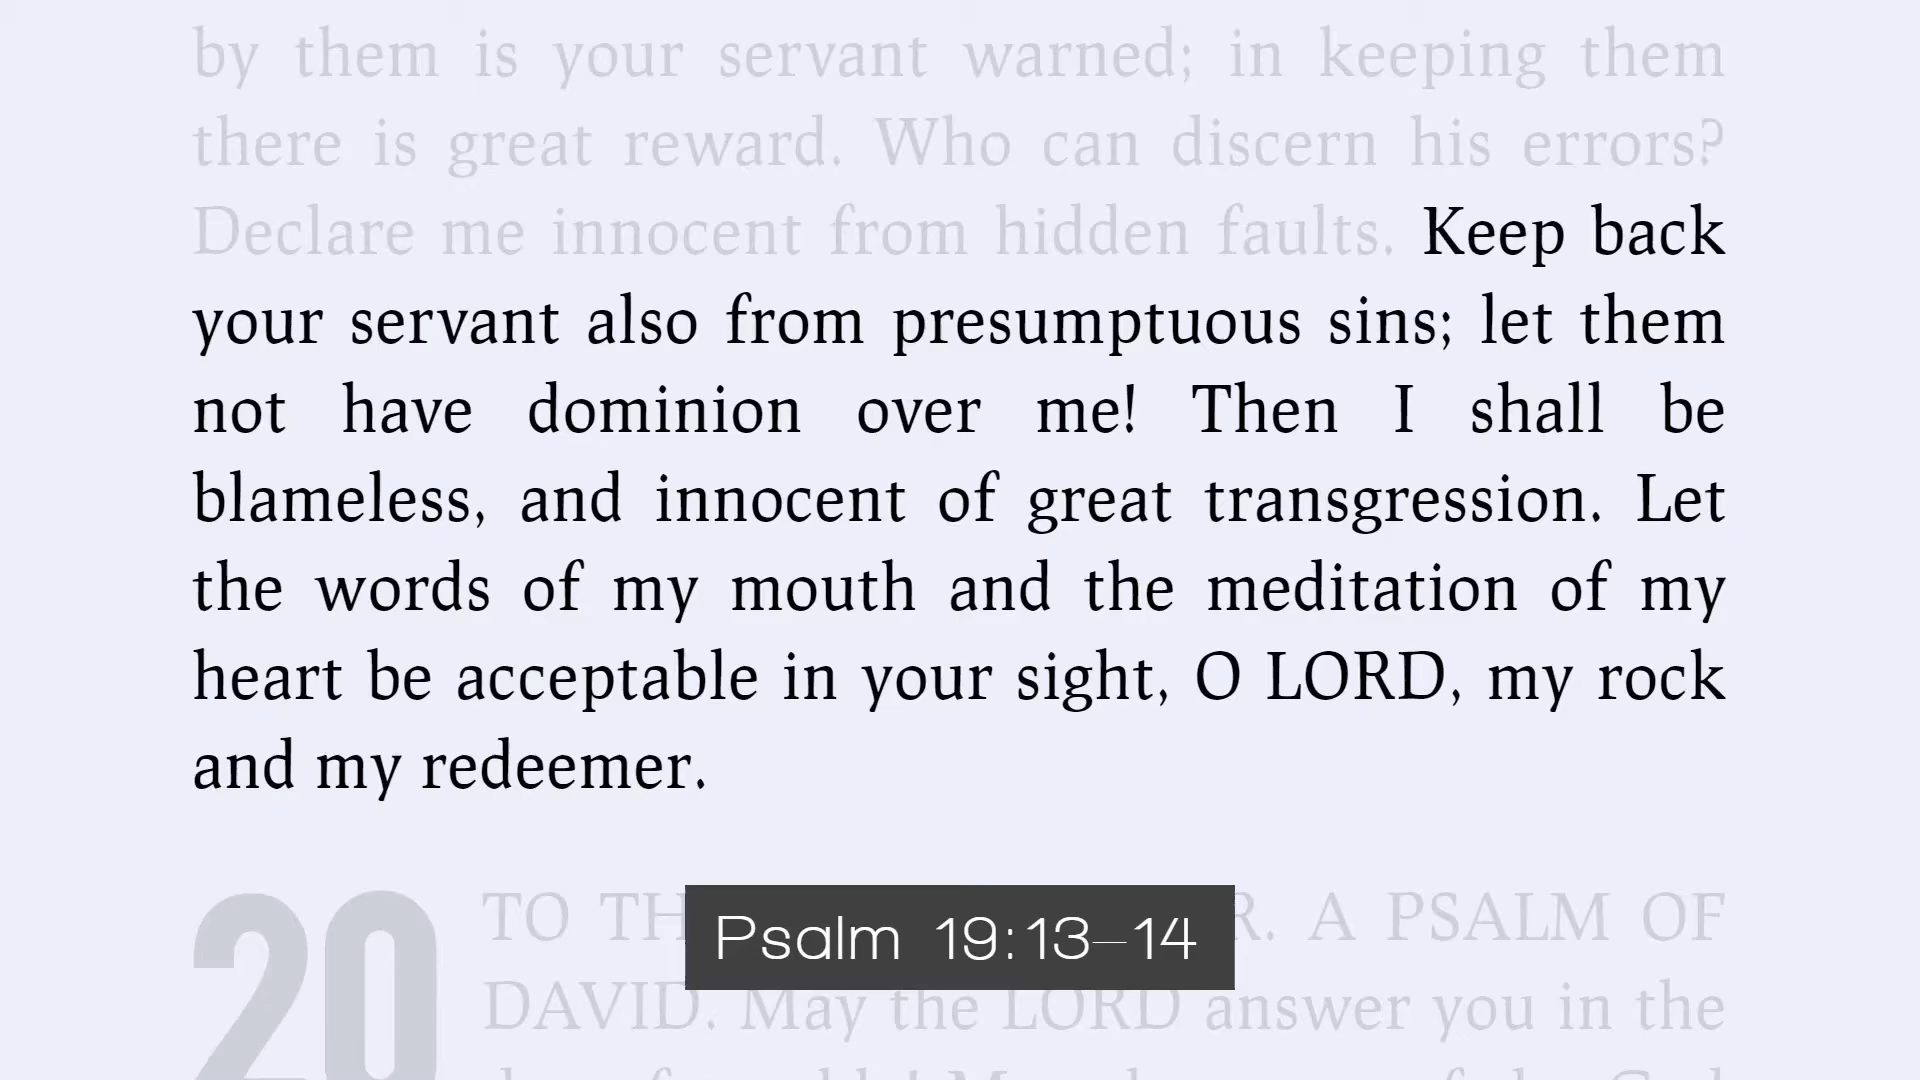 by them is your servant warned; in keeping them
there is great reward. Who can discern his errors?
Declare me innocent from hidden faults. Keep back
your servant also from presumptuous sins; let them
not have dominion over me! Then I shall be
blameless, and innocent of great transgression. Let
the words of my mouth and the meditation of my
heart be acceptable in your sight, O LORD, my rock
and my redeemer.
20
TO R. A PSALM OF
Psalm 19:13–14
DAVID. May the LORD answer you in the